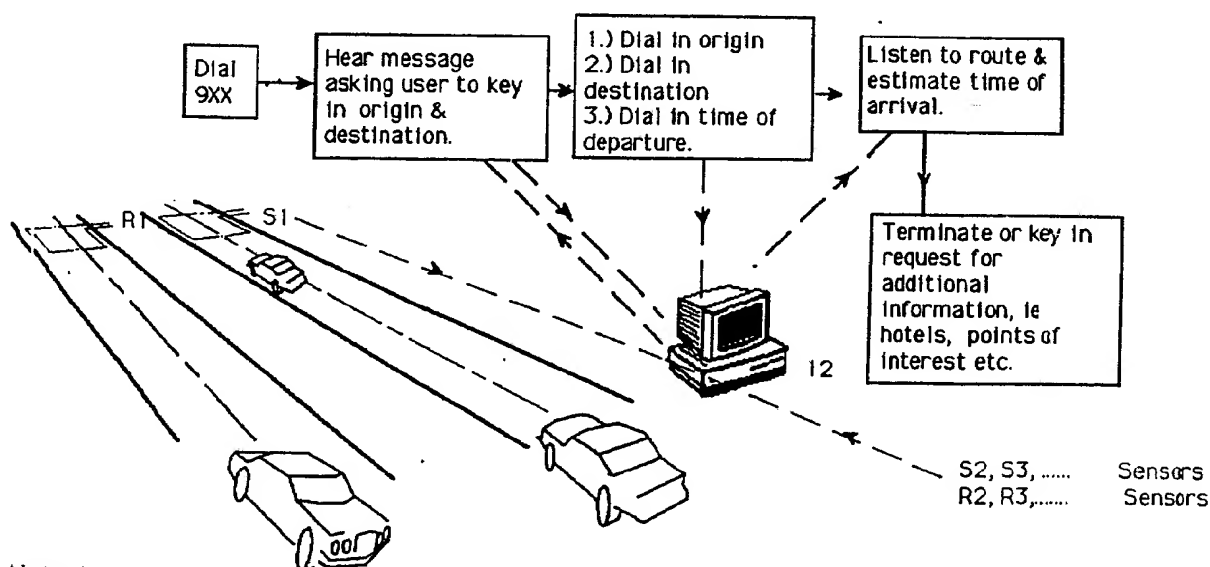 Dial
9XX
Hear message
asking user to key
in origin &
destination.
1.) Dial in origin
2.) Dial in
destination
3.) Dial in time of
departure.
Listen to route &
estimate time of
arrival.
Terminate or key in
request for
additional
information, ie
hotels, points of
interest etc.
R1
S1
12
S2, S3, ...... Sensors
R2, R3,....... Sensors